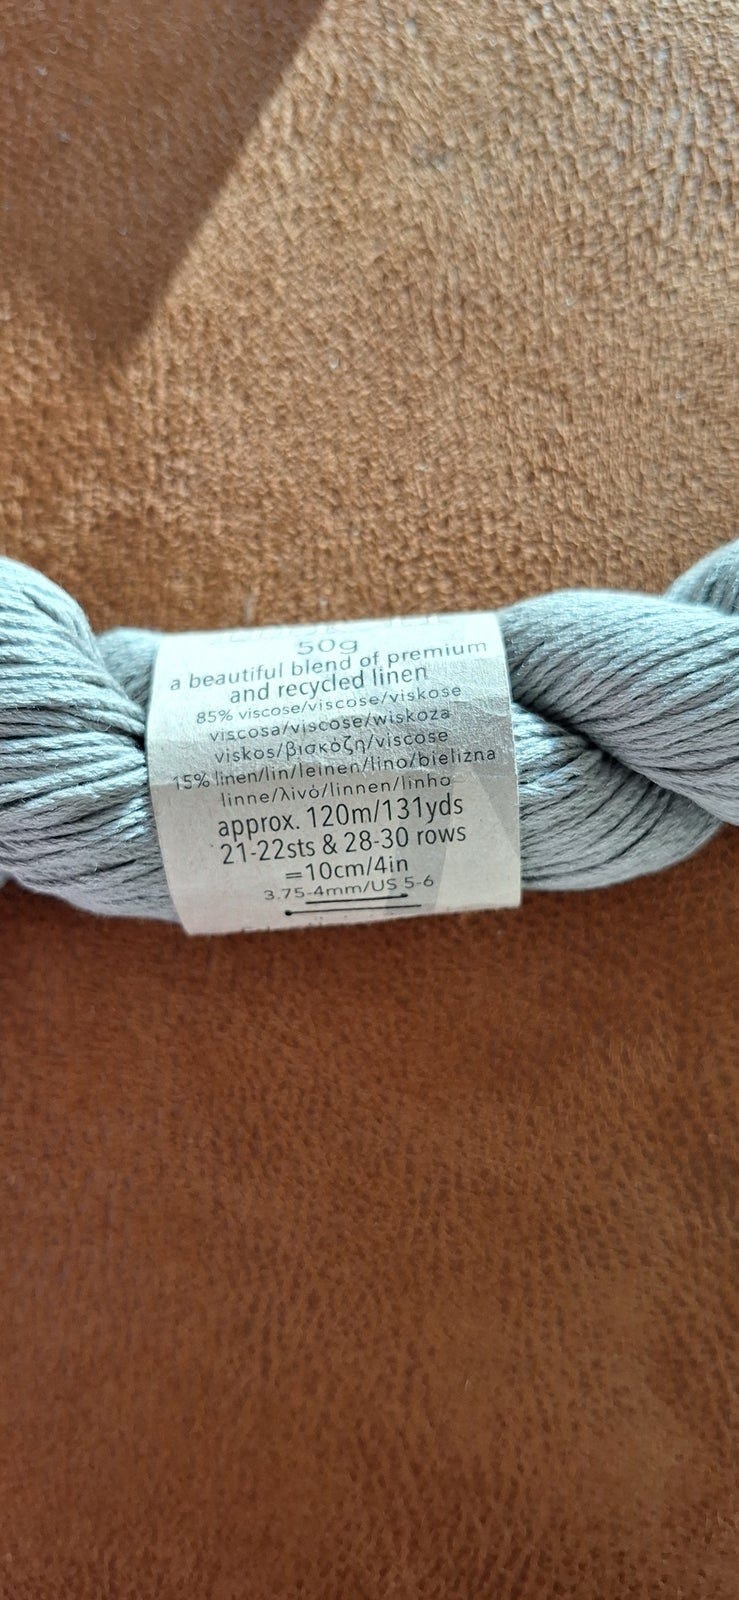 50g
a beautiful blend of premium
and recycled linen
85% viscose/viscose/viskose
viscosa/viscose/wiskoza
viskos/βισκόζη/viscose
15% linen/lin/leinen/lino/bielizna
linne/λινό/linnen/linho
approx. 120m/131yds
21-22sts & 28-30 rows
=10cm/4in
3.75-4mm/US 5-6